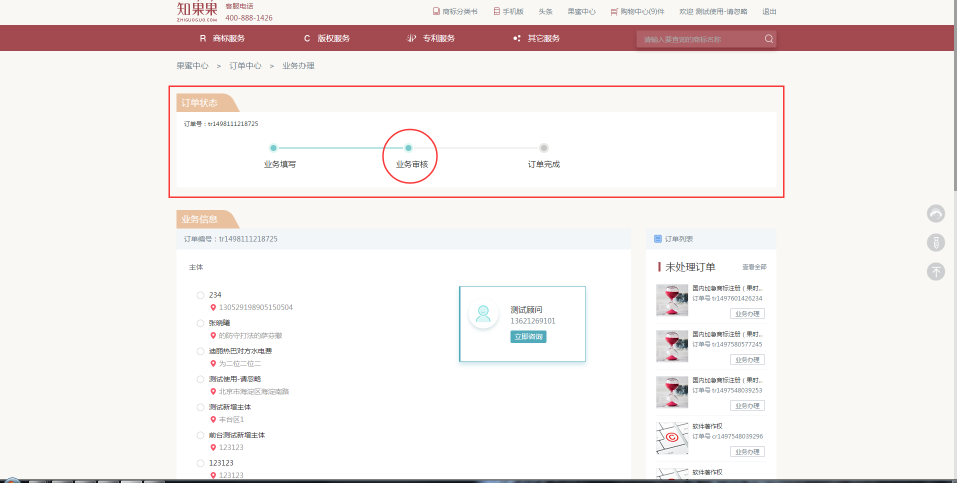 知果果
ZHIGUOGUO.COM
客服电话
400-888-1426
商标分类书 手机版 头条 果蜜中心 购物中心(9)件 欢迎 测试使用-请忽略 退出
R 商标服务 C 版权服务 专利服务 其它服务
请输入要查询的商标名称
果蜜中心 > 订单中心 > 业务办理
订单状态
订单号：tr1498111218725
业务填写 业务审核 订单完成
业务信息
订单编号：tr1498111218725
主体
234
130529198905150504
张晓曦
的防守打法的萨芬撒
迪丽热巴对方水电费
为二位二位二
测试使用-请忽略
北京市海淀区海淀南路
测试新增主体
丰台区1
前台测试新增主体
123123
123123
123123
测试顾问
13621269101
立即咨询
订单列表
未处理订单 查看全部
国内加急商标注册（果时...
订单号 tr1497601426234
业务办理
国内加急商标注册（果时...
订单号 tr1497580577245
业务办理
国内加急商标注册（果时...
订单号 tr1497548039253
业务办理
软件著作权
订单号 cr1497548039296
业务办理
软件著作权